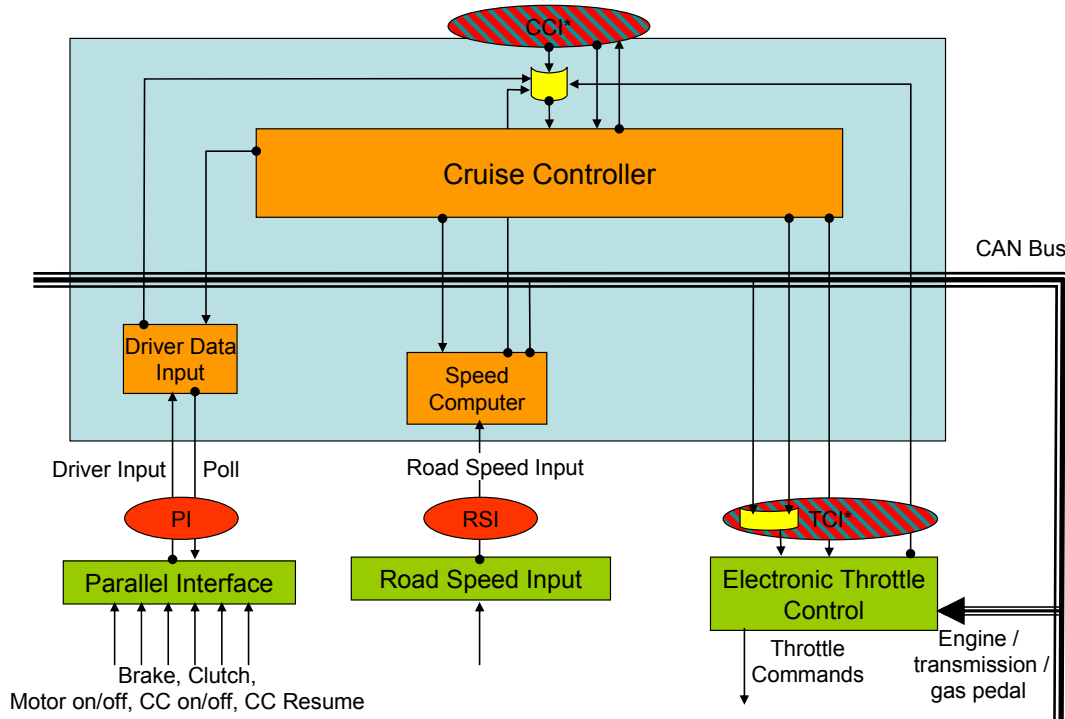 CCI*
Cruise Controller
CAN Bus
Driver Data
Input
Speed
Computer
Driver Input
Poll
Road Speed Input
PI
RSI
TCI*
Parallel Interface
Road Speed Input
Electronic Throttle
Control
Brake, Clutch,
Motor on/off, CC on/off, CC Resume
Throttle
Commands
Engine /
transmission /
gas pedal